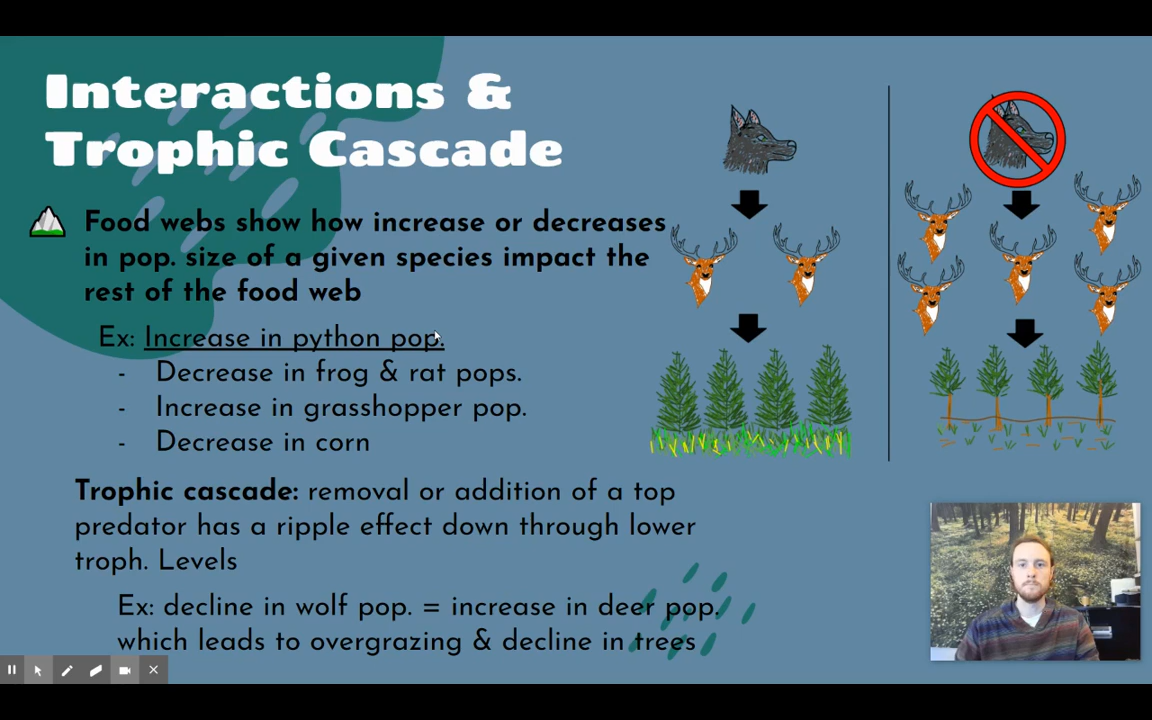 Interactions &
Trophic Cascade
Food webs show how increase or decreases
in pop. size of a given species impact the
rest of the food web
Ex: Increase in python pop.
- Decrease in frog & rat pops.
- Increase in grasshopper pop.
- Decrease in corn
Trophic cascade: removal or addition of a top
predator has a ripple effect down through lower
troph. Levels
Ex: decline in wolf pop. = increase in deer pop.
which leads to overgrazing & decline in trees